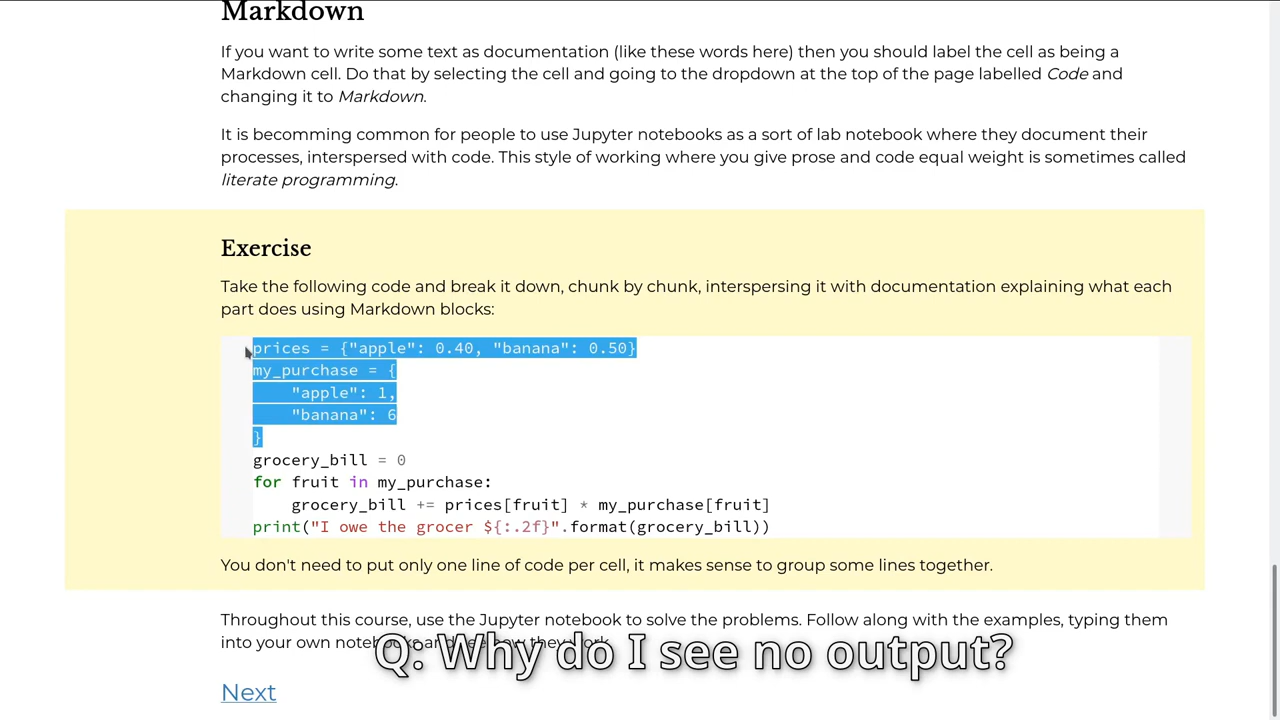 Markdown
If you want to write some text as documentation (like these words here) then you should label the cell as being a
Markdown cell. Do that by selecting the cell and going to the dropdown at the top of the page labelled Code and
changing it to Markdown.
It is becomming common for people to use Jupyter notebooks as a sort of lab notebook where they document their
processes, interspersed with code. This style of working where you give prose and code equal weight is sometimes called
literate programming.
Exercise
Take the following code and break it down, chunk by chunk, interspersing it with documentation explaining what each
part does using Markdown blocks:
prices = {"apple": 0.40, "banana": 0.50}
my_purchase = {
    "apple": 1,
    "banana": 6
}
grocery_bill = 0
for fruit in my_purchase:
    grocery_bill += prices[fruit] * my_purchase[fruit]
print("I owe the grocer ${:.2f}".format(grocery_bill))
You don't need to put only one line of code per cell, it makes sense to group some lines together.
Throughout this course, use the Jupyter notebook to solve the problems. Follow along with the examples, typing them
into your own notebooks and see how they work.
Q: Why do I see no output?
Next